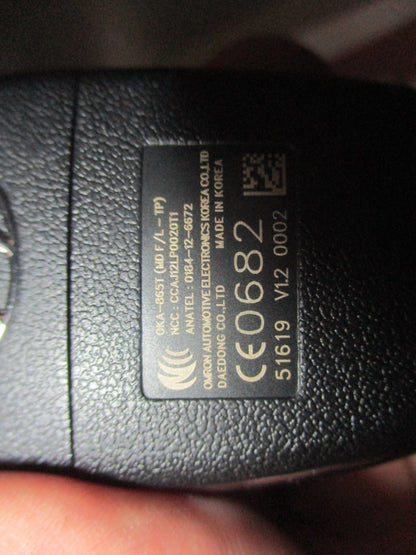 OKA-865T (MD F/L - TP)
NCC : CCAJ12LP0020T1
ANATEL : 0184-12-6672
OMRON AUTOMOTIVE ELECTRONICS KOREA CO.,LTD
DAEDONG CO.,LTD MADE IN KOREA
CE0682
51619 V1.2 0002